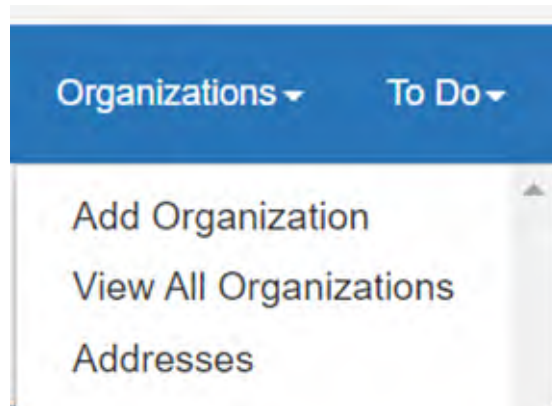 Organizations To Do
Add Organization
View All Organizations
Addresses